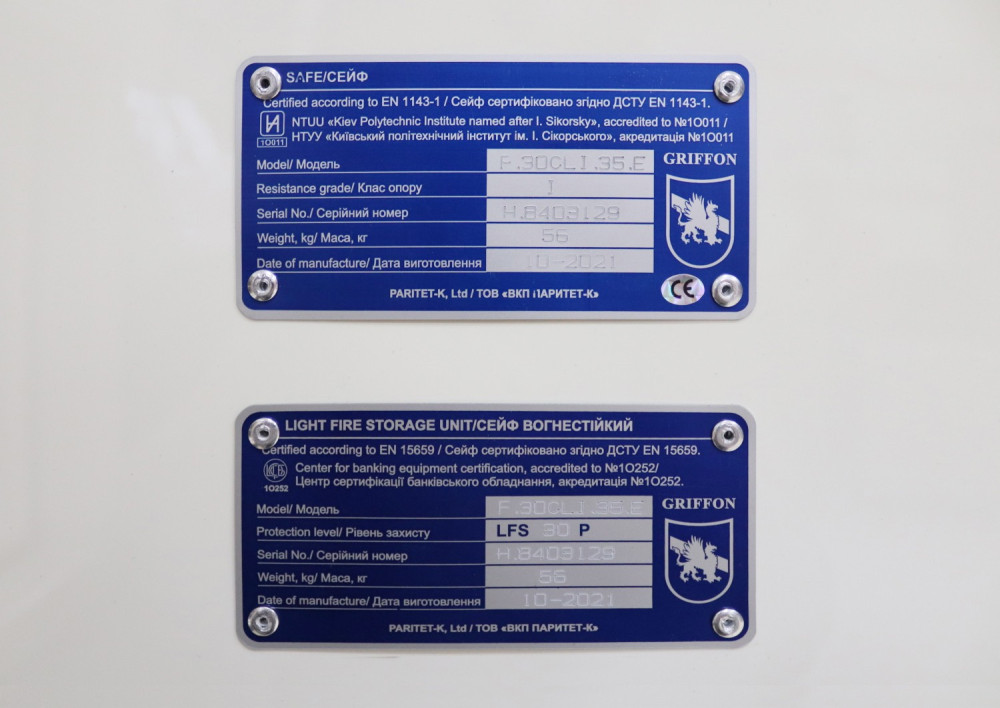 SAFE/СЕЙФ
Certified according to EN 1143-1 / Сейф сертифіковано згідно ДСТУ EN 1143-1.
NTUU «Kiev Polytechnic Institute named after I. Sikorsky», accredited to №1O011 /
1O011 НТУУ «Київський політехнічний інститут ім. І. Сікорського», акредитація №1О011
Model/ Модель F.30CL.I.35.E GRIFFON
Resistance grade/ Клас опору I
Serial No./ Серійний номер H.8403129
Weight, kg/ Маса, кг 56
Date of manufacture/ Дата виготовлення 10-2021
PARITET-K, Ltd / ТОВ «ВКП ПАРИТЕТ-К» CE
LIGHT FIRE STORAGE UNIT/СЕЙФ ВОГНЕСТІЙКИЙ
Certified according to EN 15659 / Сейф сертифіковано згідно ДСТУ EN 15659.
Center for banking equipment certification, accredited to №1O252/
1O252 Центр сертифікації банківського обладнання, акредитація №1О252.
Model/ Модель F.30CL.I.35.E GRIFFON
Protection level/ Рівень захисту LFS 30 P
Serial No./ Серійний номер H.8403129
Weight, kg/ Маса, кг 56
Date of manufacture/ Дата виготовлення 10-2021
PARITET-K, Ltd / ТОВ «ВКП ПАРИТЕТ-К»